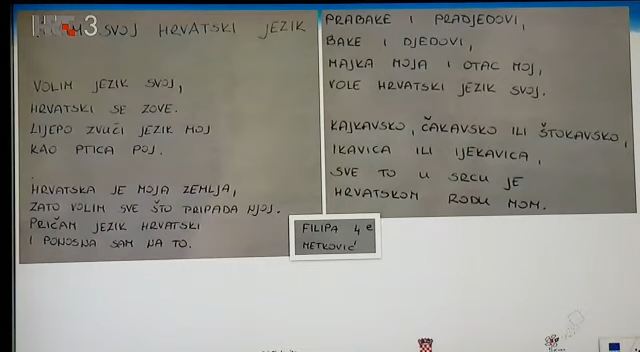 HRT3
SVOJ HRVATSKI JEZIK
VOLIM JEZIK SVOJ,
HRVATSKI SE ZOVE.
LIJEPO ZVUČI JEZIK MOJ
KAO PTICA POJ.
HRVATSKA JE MOJA ZEMLJA,
ZATO VOLIM SVE ŠTO PRIPADA NJOJ.
PRIČAM JEZIK HRVATSKI
I PONOSNA SAM NA TO.
PRABAKE I PRADJEDOVI,
BAKE I DJEDOVI,
MAJKA MOJA I OTAC MOJ,
VOLE HRVATSKI JEZIK SVOJ.
KAJKAVSKO, ČAKAVSKO ILI ŠTOKAVSKO,
IKAVICA ILI IJEKAVICA,
SVE TO U SRCU JE
HRVATSKOM RODU MOM.
FILIPA 4e
METKOVIĆ